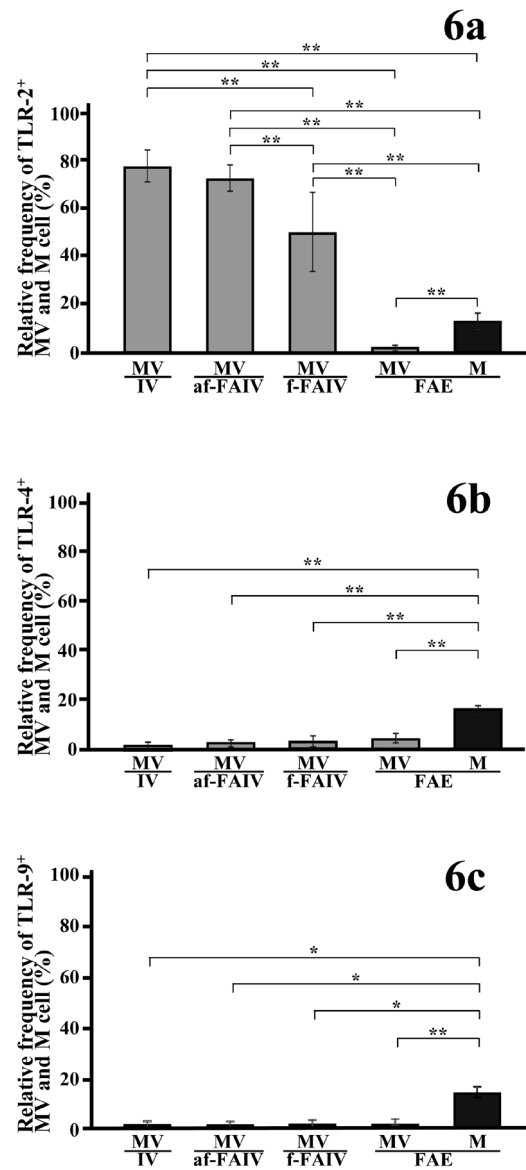 6a
**
**
**
**
**
**
**
**
**
Relative frequency of TLR-2+
MV and M cell (%)
100
80
60
40
20
0
MV MV MV MV M
IV af-FAIV f-FAIV FAE
6b
**
**
**
**
Relative frequency of TLR-4+
MV and M cell (%)
100
80
60
40
20
0
MV MV MV MV M
IV af-FAIV f-FAIV FAE
6c
*
*
*
**
Relative frequency of TLR-9+
MV and M cell (%)
100
80
60
40
20
0
MV MV MV MV M
IV af-FAIV f-FAIV FAE